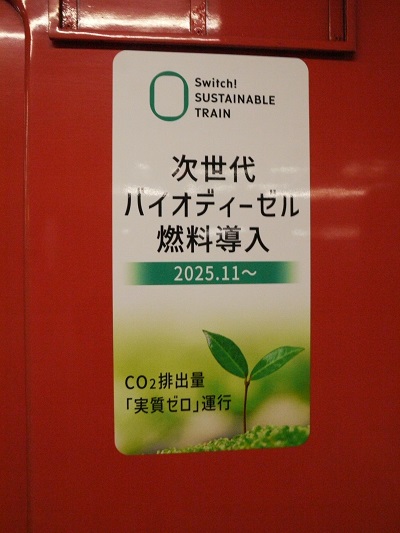 Switch!
SUSTAINABLE
TRAIN
次世代
バイオディーゼル
燃料導入
2025.11〜
CO2排出量
「実質ゼロ」運行